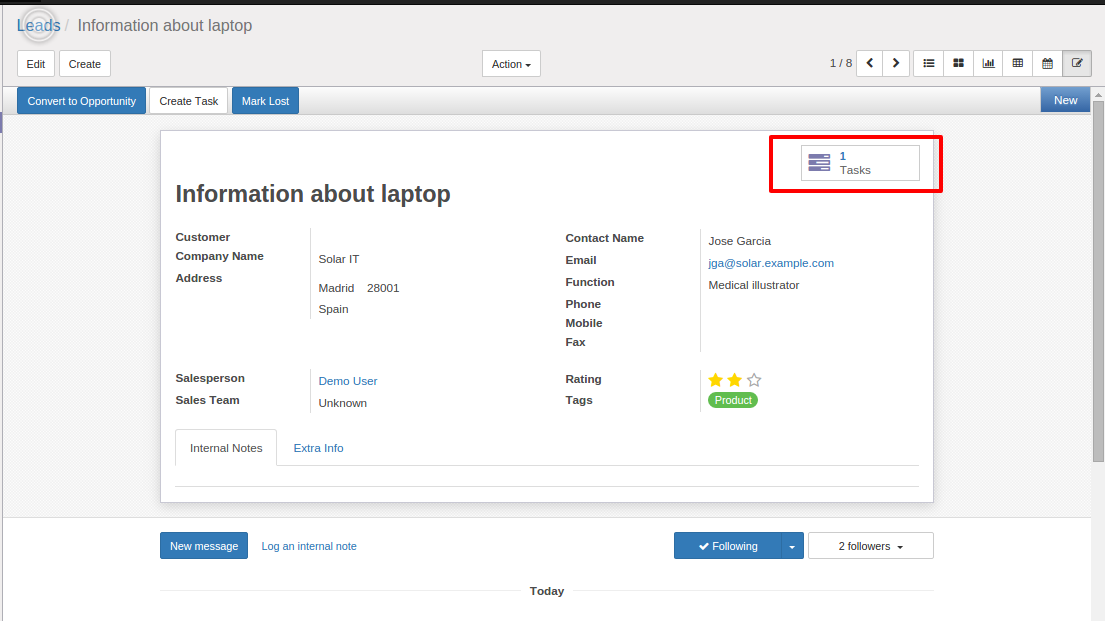 Leads / Information about laptop
Edit Create Action 1 / 8
Convert to Opportunity Create Task Mark Lost New
1
Tasks
Information about laptop
Customer
Company Name Solar IT
Address
Madrid 28001
Spain
Contact Name Jose Garcia
Email jga@solar.example.com
Function Medical illustrator
Phone
Mobile
Fax
Salesperson Demo User
Sales Team Unknown
Rating
Tags Product
Internal Notes Extra Info
New message Log an internal note Following 2 followers
Today